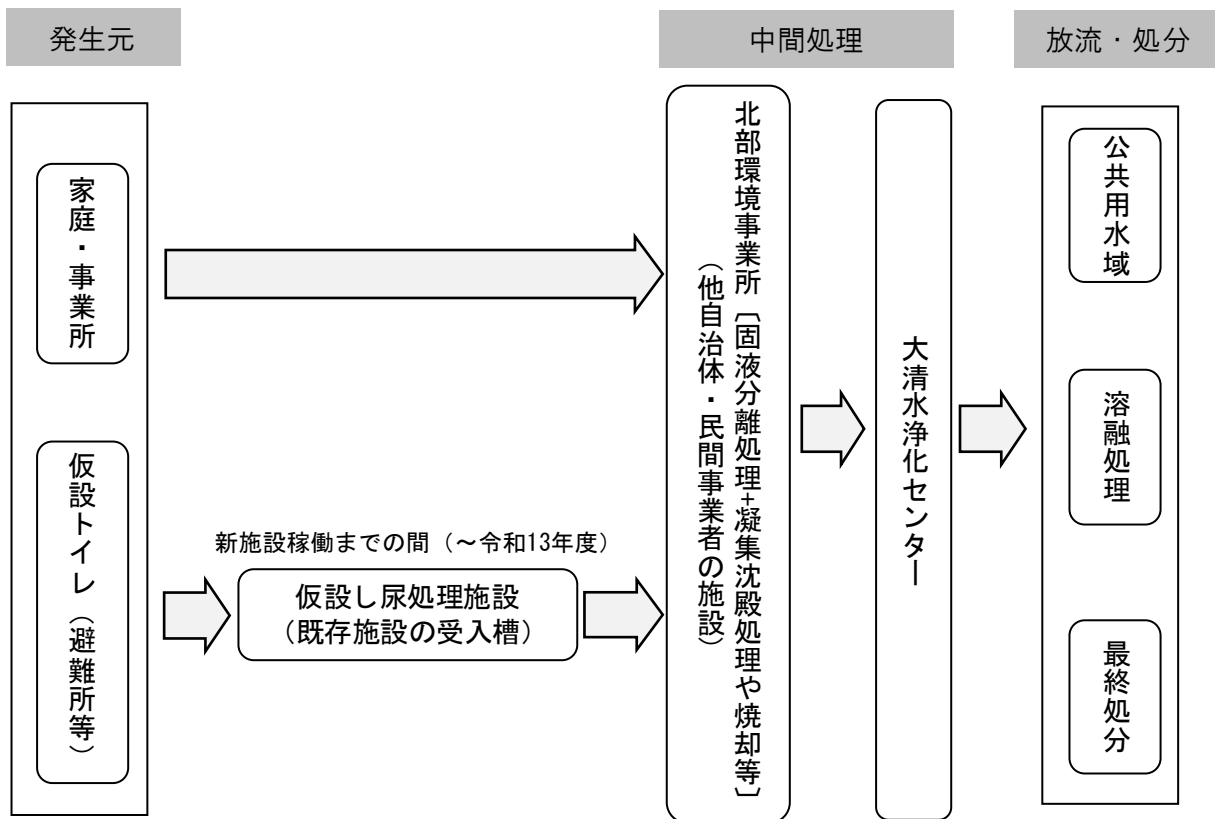 発生元
中間処理
放流・処分
家庭・事業所
仮設トイレ（避難所等）
新施設稼働までの間（～令和13年度）
仮設し尿処理施設
（既存施設の受入槽）
北部環境事業所〔固液分離処理+凝集沈殿処理や焼却等〕
（他自治体・民間事業者の施設）
大清水浄化センター
公共用水域
溶融処理
最終処分